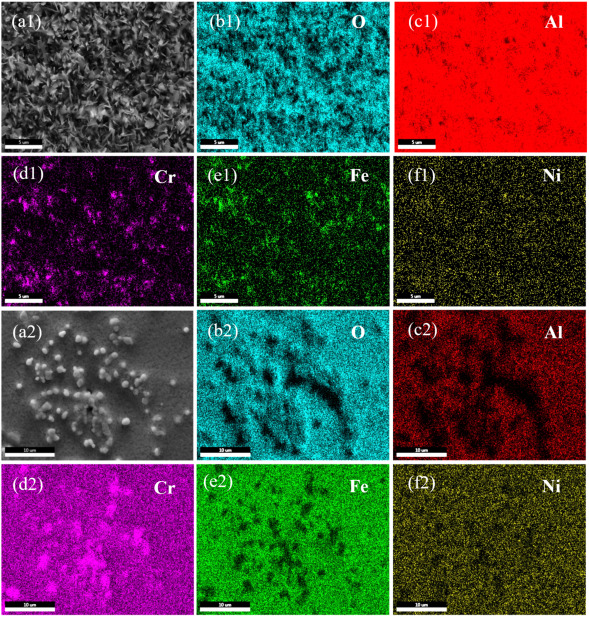 (a1) (b1) O (c1) Al
5 um 5 um 5 um
(d1) Cr (e1) Fe (f1) Ni
5 um 5 um 5 um
(a2) (b2) O (c2) Al
10 um 10 um 10 um
(d2) Cr (e2) Fe (f2) Ni
10 um 10 um 10 um